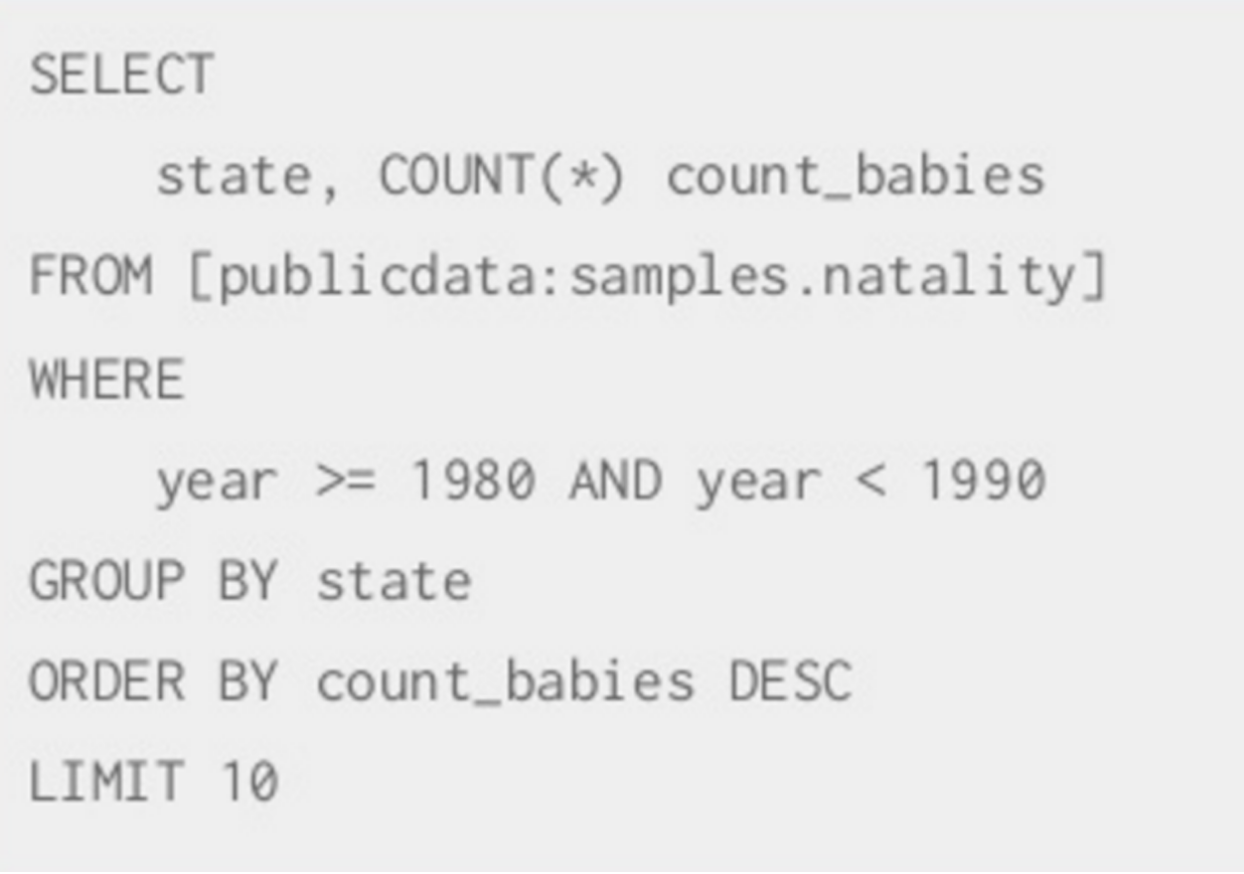 SELECT
state, COUNT(*) count_babies
FROM [publicdata:samples.natality]
WHERE
year >= 1980 AND year < 1990
GROUP BY state
ORDER BY count_babies DESC
LIMIT 10